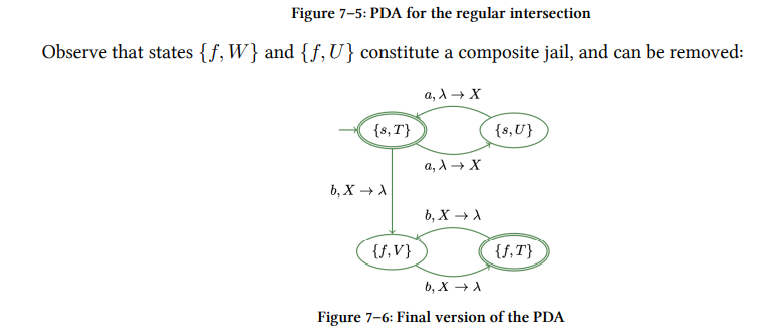 Figure 7–5: PDA for the regular intersection
Observe that states {f, W} and {f, U} constitute a composite jail, and can be removed:
a, λ → X
{s, T}
{s, U}
a, λ → X
b, X → λ
b, X → λ
{f, V}
{f, T}
b, X → λ
Figure 7–6: Final version of the PDA